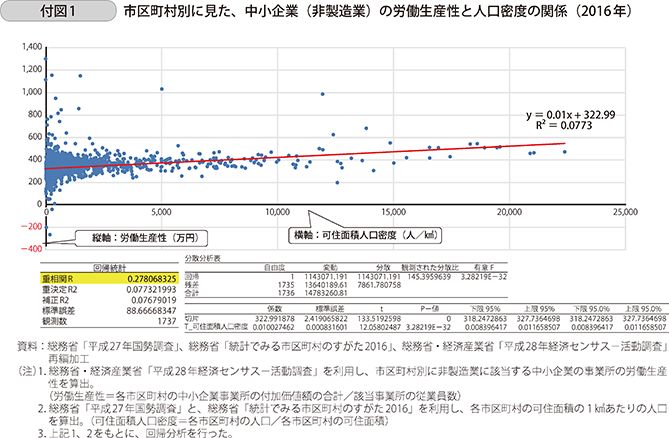 付図1 市区町村別に見た、中小企業（非製造業）の労働生産性と人口密度の関係（2016年）
1,400
1,200
1,000
800
600
400
200
0
−200
−400
y = 0.01x + 322.99
R² = 0.0773
0 5,000 10,000 15,000 20,000 25,000
縦軸：労働生産性（万円）
横軸：可住面積人口密度（人／㎢）
回帰統計
重相関R 0.278068325
重決定R2 0.077321993
補正R2 0.07679019
標準誤差 88.66668347
観測数 1737
分散分析表
自由度 変動 分散 観測された分散比 有意 F
回帰 1 1143071.191 1143071.191 145.3959639 3.28219E−32
残差 1735 13640189.61 7861.780758
合計 1736 14783260.81
係数 標準誤差 t P−値 下限 95% 上限 95% 下限 95.0% 上限 95.0%
切片 322.991878 2.419065822 133.5192598 0 318.2472863 327.7364698 318.2472863 327.7364698
T_可住面積人口密度 0.010027462 0.000831601 12.05802487 3.28219E−32 0.008396417 0.011658507 0.008396417 0.011658507
資料：総務省「平成27年国勢調査」、総務省「統計でみる市区町村のすがた2016」、総務省・経済産業省「平成28年経済センサス−活動調査」
再編加工
（注）1. 総務省・経済産業省「平成28年経済センサス−活動調査」を利用し、市区町村別に非製造業に該当する中小企業の事業所の労働生産性
を算出。
（労働生産性＝各市区町村の中小企業事業所の付加価値額の合計／該当事業所の従業員数）
2. 総務省「平成27年国勢調査」と、総務省「統計でみる市区町村のすがた2016」を利用し、各市区町村の可住面積の1㎢あたりの人口
を算出。（可住面積人口密度＝各市区町村の人口／各市区町村の可住面積）
3. 上記1、2をもとに、回帰分析を行った。